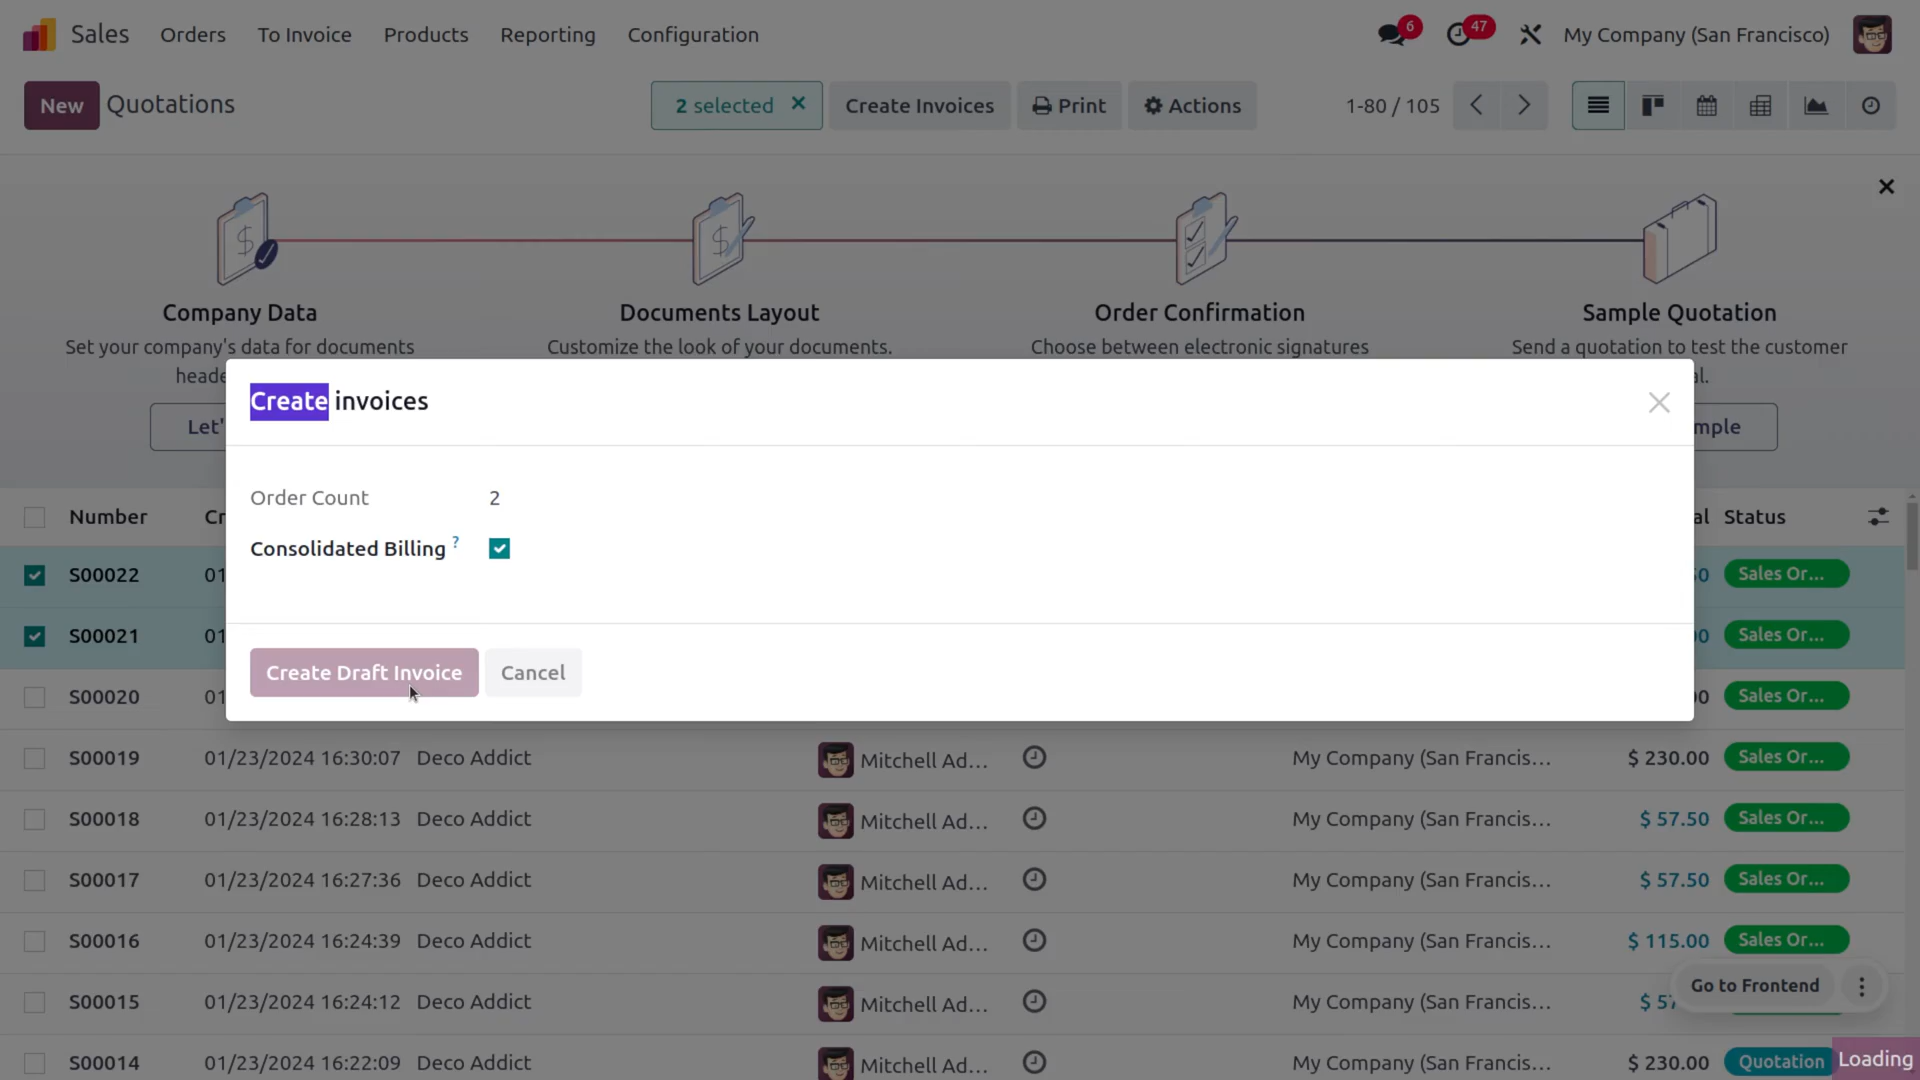 Sales Orders To Invoice Products Reporting Configuration 6 47 My Company (San Francisco)
New Quotations 2 selected Create Invoices Print Actions 1-80 / 105
Company Data Documents Layout Order Confirmation Sample Quotation
Set your company's data for documents Customize the look of your documents. Choose between electronic signatures Send a quotation to test the customer
Create invoices
Order Count 2
Consolidated Billing ?
Create Draft Invoice Cancel
Number Status
S00022 Sales Or...
S00021 Sales Or...
S00020 Sales Or...
S00019 01/23/2024 16:30:07 Deco Addict Mitchell Ad... My Company (San Francis... $ 230.00 Sales Or...
S00018 01/23/2024 16:28:13 Deco Addict Mitchell Ad... My Company (San Francis... $ 57.50 Sales Or...
S00017 01/23/2024 16:27:36 Deco Addict Mitchell Ad... My Company (San Francis... $ 57.50 Sales Or...
S00016 01/23/2024 16:24:39 Deco Addict Mitchell Ad... My Company (San Francis... $ 115.00 Sales Or...
Go to Frontend
S00015 01/23/2024 16:24:12 Deco Addict Mitchell Ad... My Company (San Francis...
S00014 01/23/2024 16:22:09 Deco Addict Mitchell Ad... My Company (San Francis... $ 230.00 Quotation
Loading